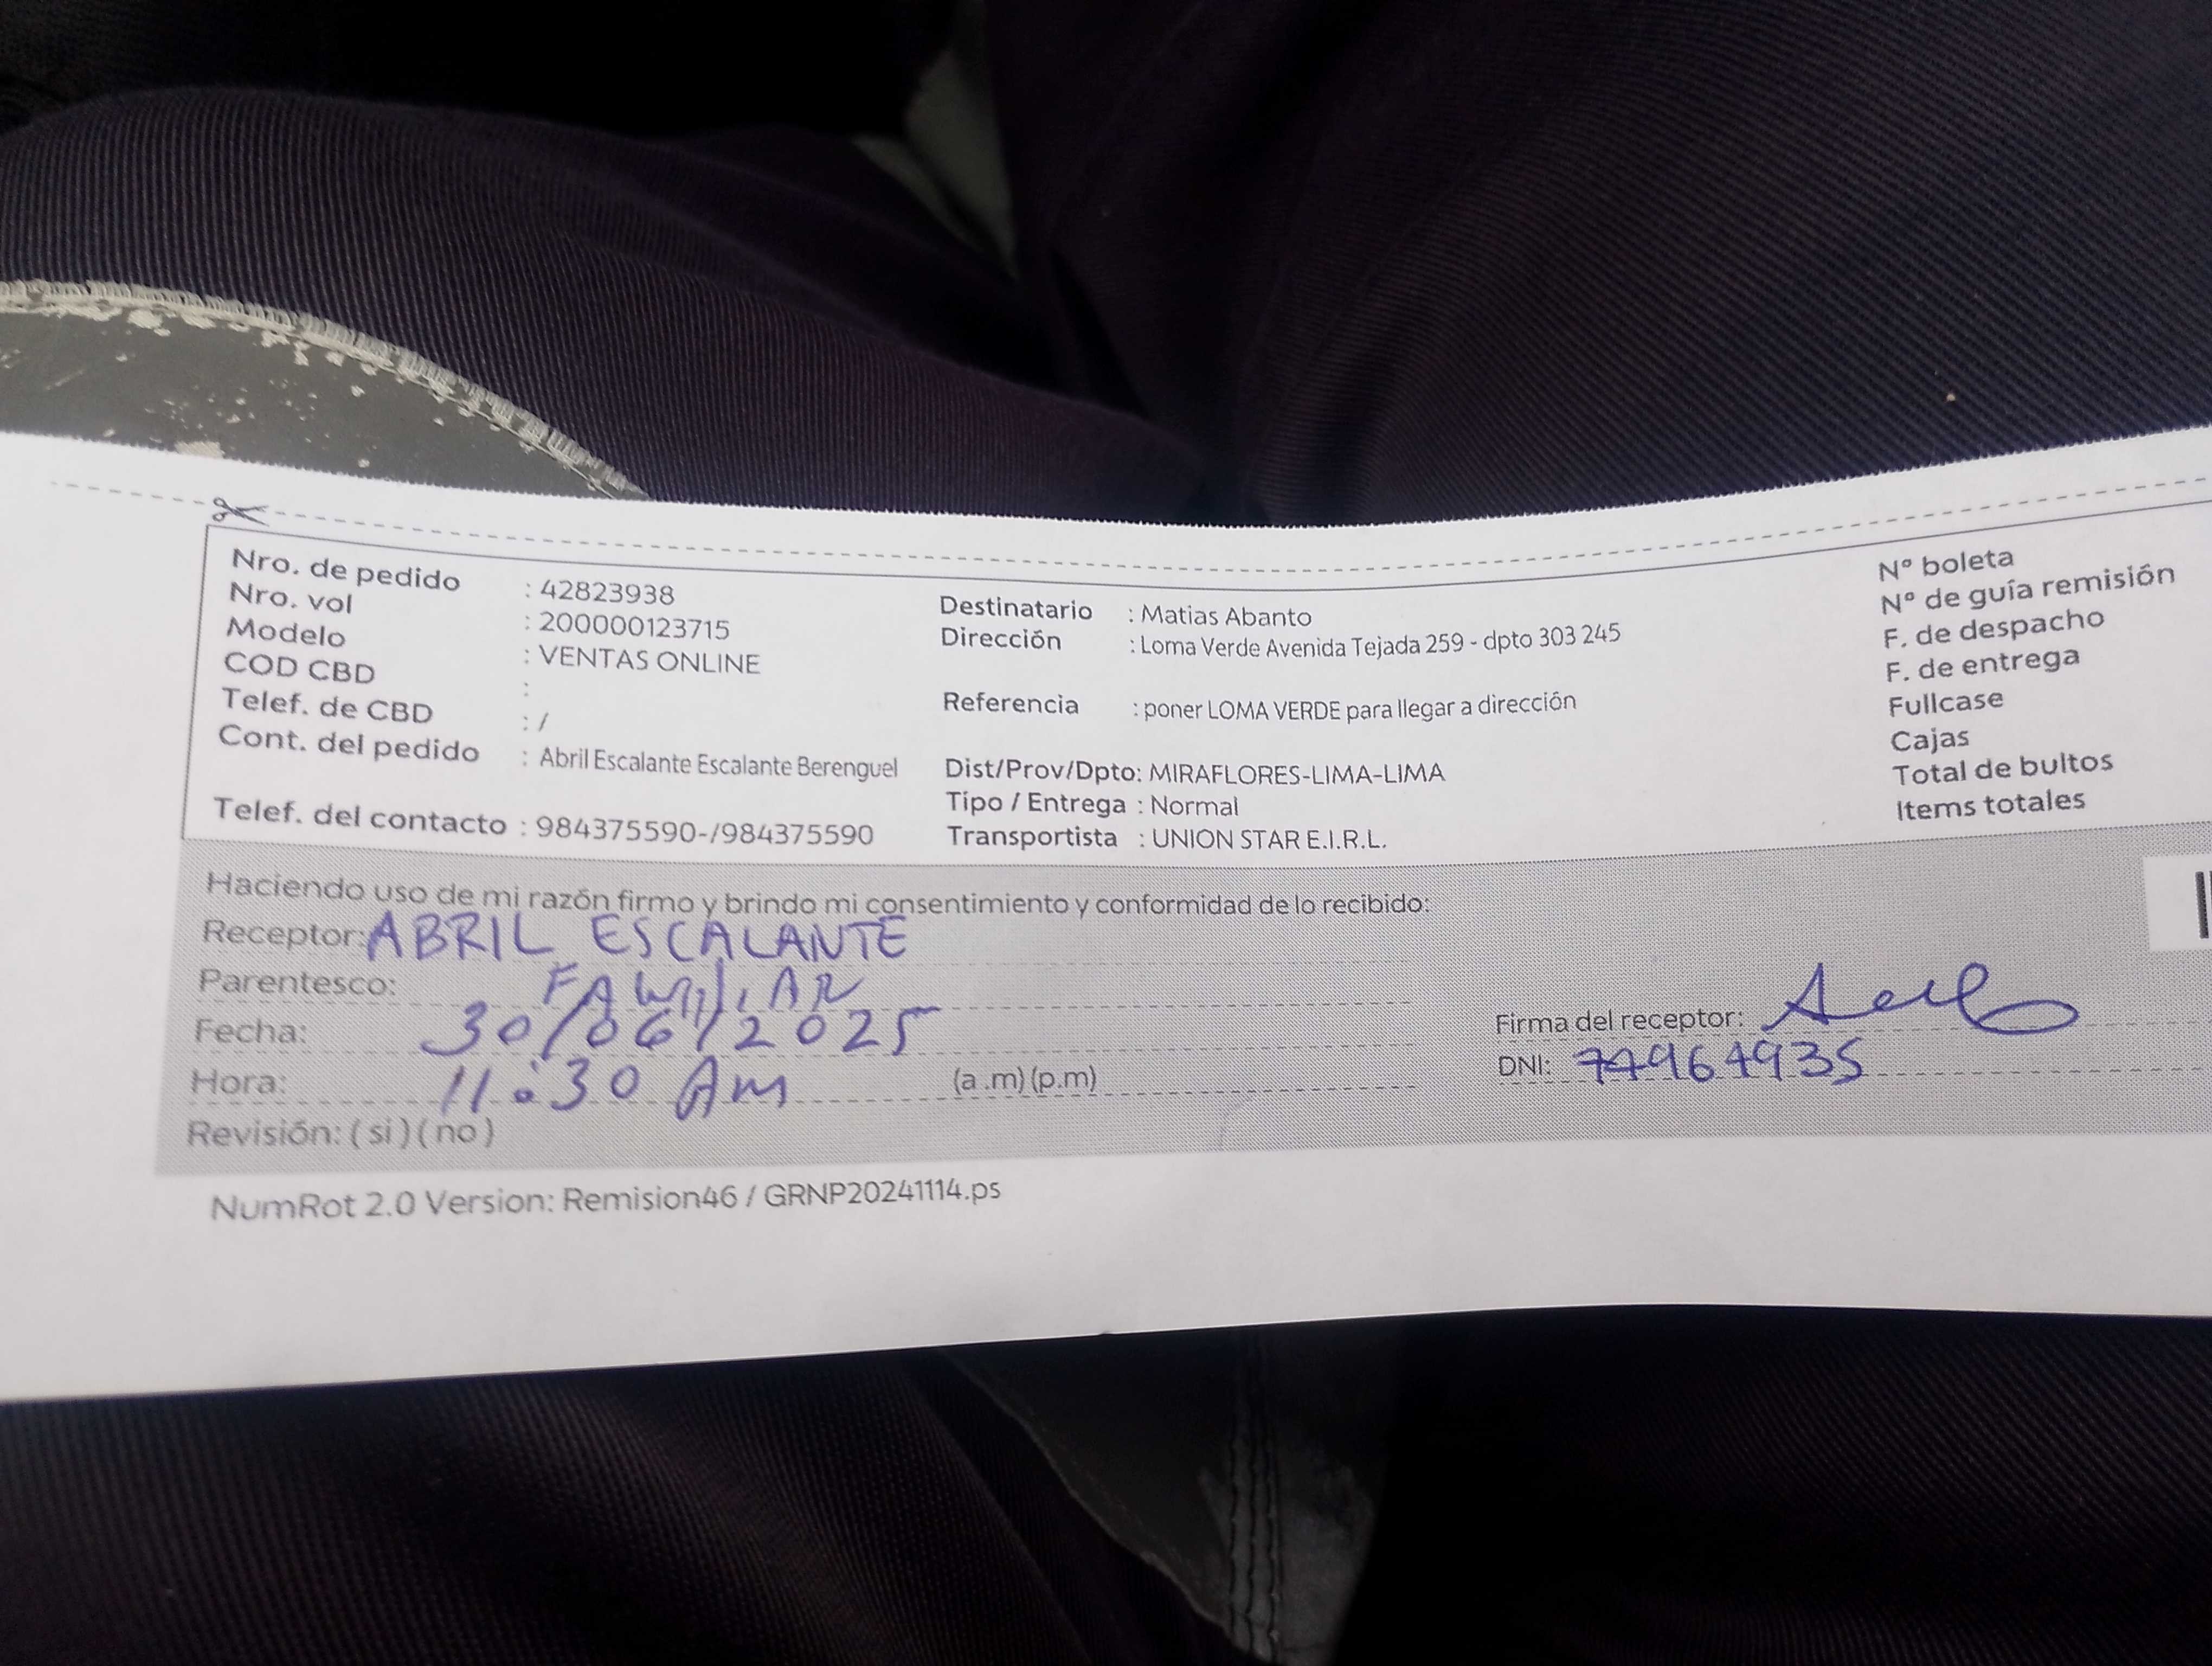 Nro. de pedido : 42823938
Nro. vol : 200000123715
Modelo : VENTAS ONLINE
COD CBD :
Telef. de CBD : /
Cont. del pedido : Abril Escalante Escalante Berenguel
Telef. del contacto : 984375590-/984375590
Destinatario : Matias Abanto
Dirección : Loma Verde Avenida Tejada 259 - dpto 303 245
Referencia : poner LOMA VERDE para llegar a dirección
Dist/Prov/Dpto: MIRAFLORES-LIMA-LIMA
Tipo / Entrega : Normal
Transportista : UNION STAR E.I.R.L.
N° boleta
N° de guía remisión
F. de despacho
F. de entrega
Fullcase
Cajas
Total de bultos
Items totales
Haciendo uso de mi razón firmo y brindo mi consentimiento y conformidad de lo recibido:
Receptor: ABRIL ESCALANTE
Parentesco: FAMILIAR
Fecha: 30/06/2025
Hora: 11:30 Am (a.m) (p.m)
Revisión: ( si ) ( no )
Firma del receptor:
DNI: 74964935
NumRot 2.0 Version: Remision46 / GRNP20241114.ps